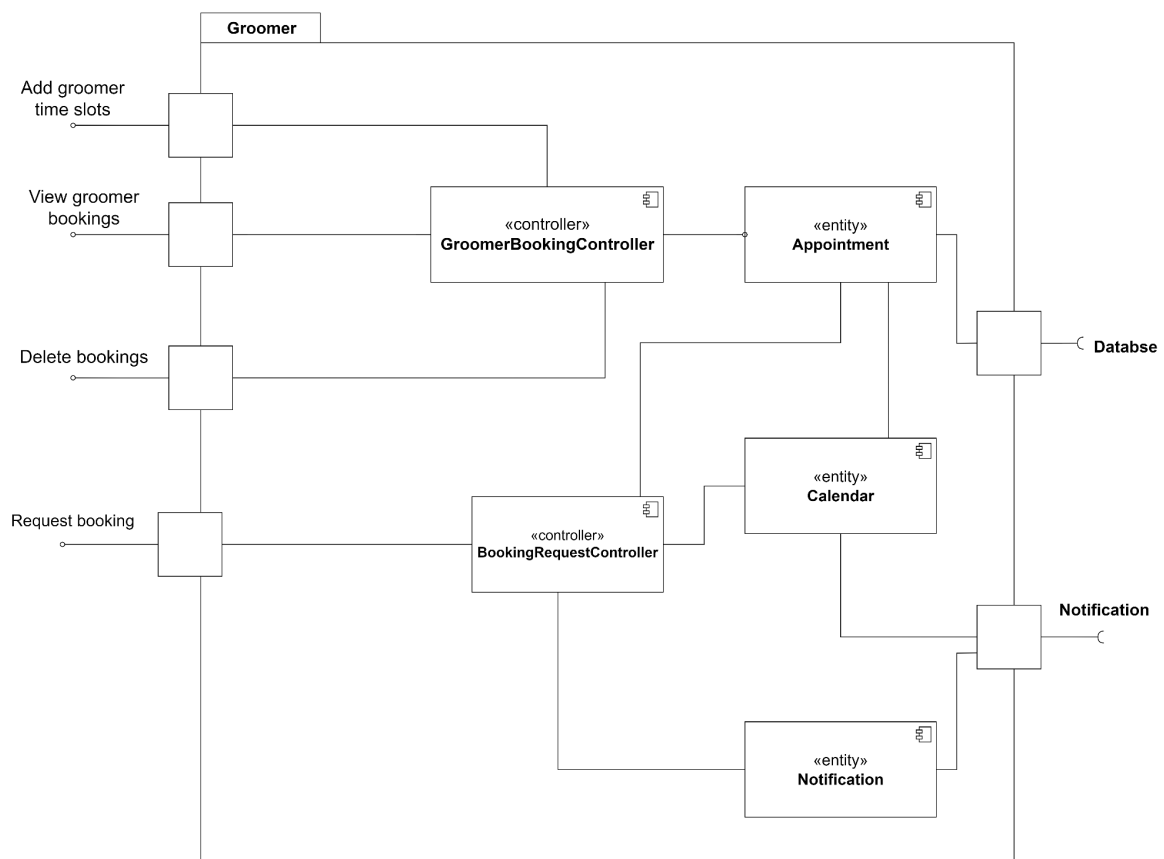 Groomer
Add groomer
time slots
View groomer
bookings
«controller»
GroomerBookingController
«entity»
Appointment
Delete bookings
Databse
«entity»
Calendar
Request booking
«controller»
BookingRequestController
Notification
«entity»
Notification